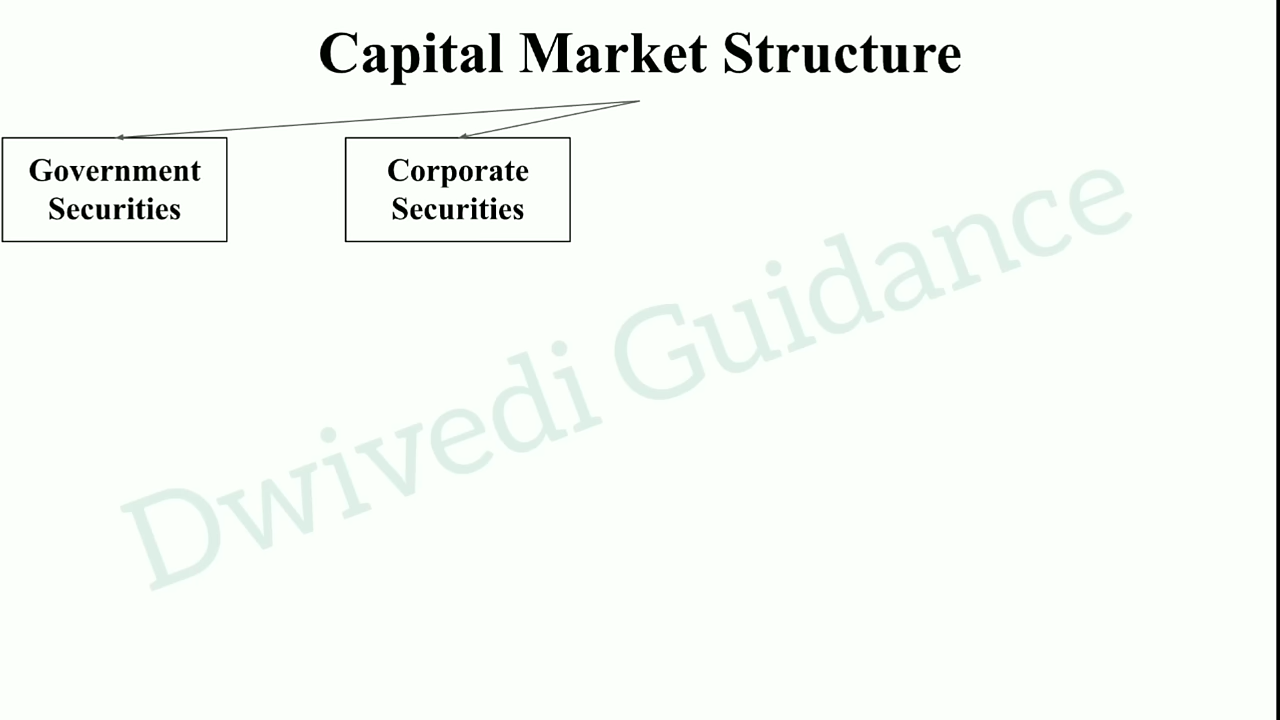 Capital Market Structure
Government
Securities
Corporate
Securities
Dwivedi Guidance